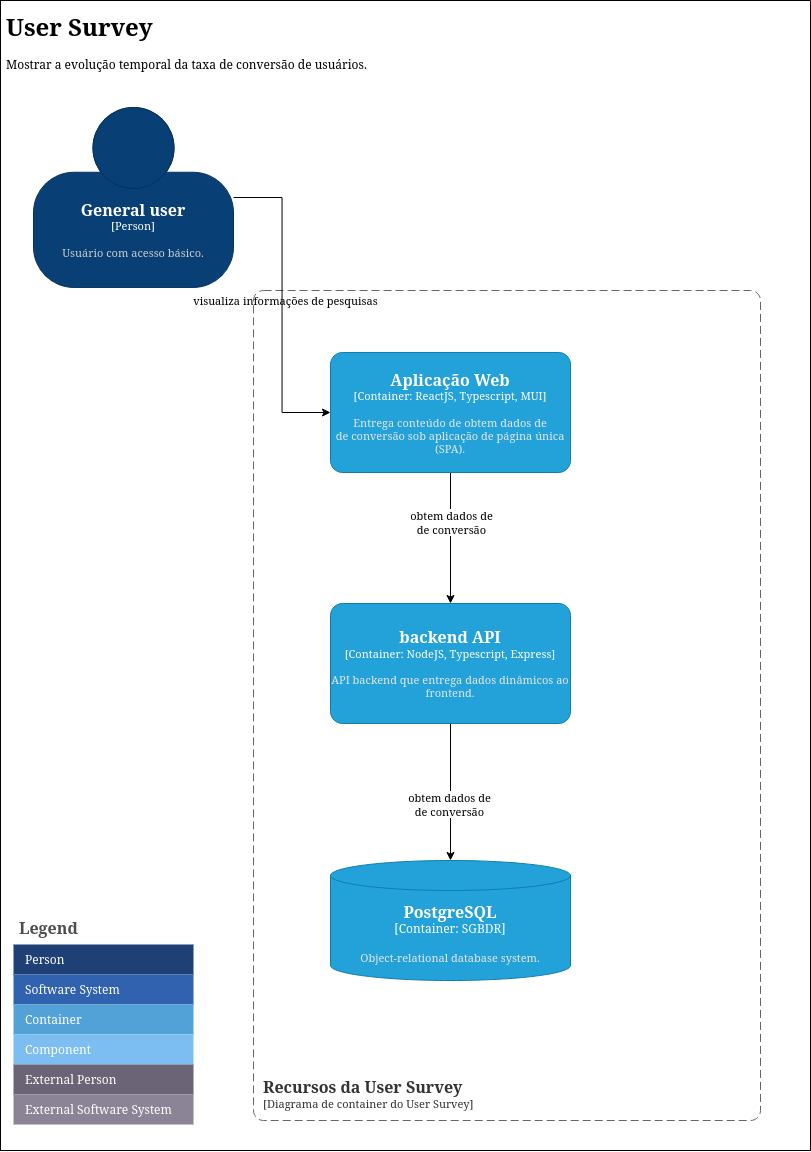 User Survey
Mostrar a evolução temporal da taxa de conversão de usuários.
General user
[Person]
Usuário com acesso básico.
visualiza informações de pesquisas
Aplicação Web
[Container: ReactJS, Typescript, MUI]
Entrega conteúdo de obtem dados de
de conversão sob aplicação de página única
(SPA).
obtem dados de
de conversão
backend API
[Container: NodeJS, Typescript, Express]
API backend que entrega dados dinâmicos ao
frontend.
obtem dados de
de conversão
PostgreSQL
[Container: SGBDR]
Object-relational database system.
Legend
Person
Software System
Container
Component
External Person
External Software System
Recursos da User Survey
[Diagrama de container do User Survey]